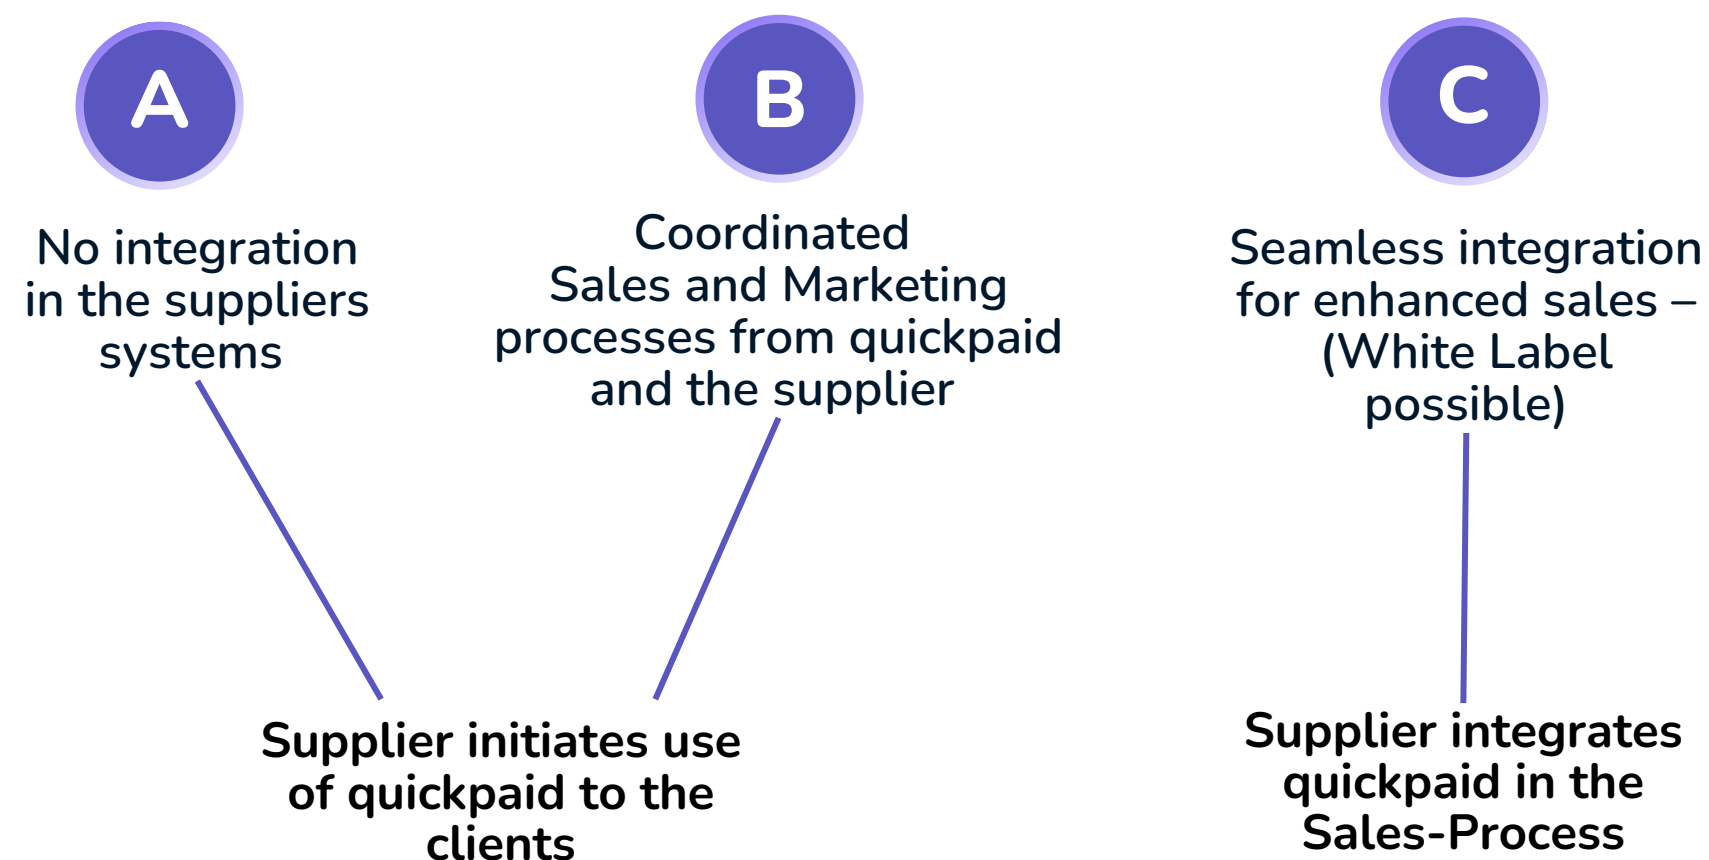 A
No integration
in the suppliers
systems
B
Coordinated
Sales and Marketing
processes from quickpaid
and the supplier
C
Seamless integration
for enhanced sales –
(White Label
possible)
Supplier initiates use
of quickpaid to the
clients
Supplier integrates
quickpaid in the
Sales-Process